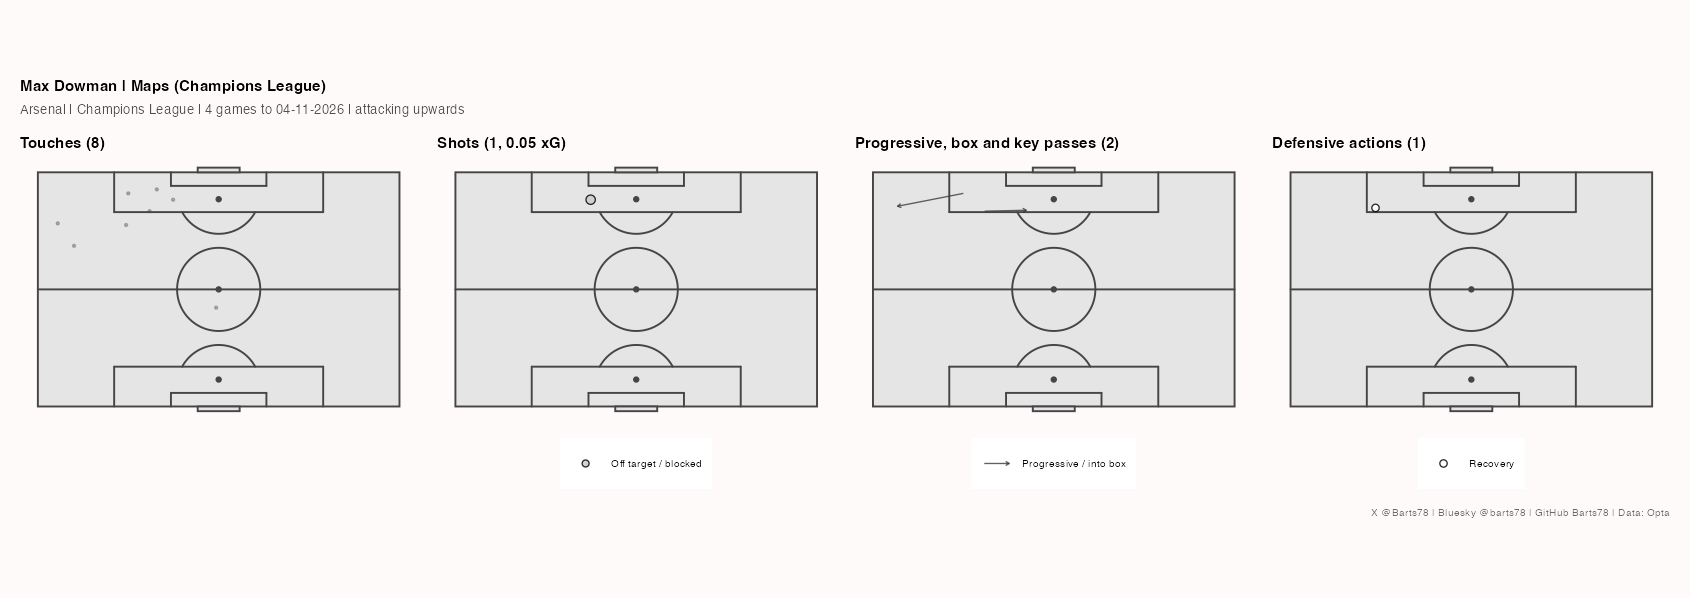 Max Dowman | Maps (Champions League)
Arsenal | Champions League | 4 games to 04-11-2026 | attacking upwards
Touches (8)
Shots (1, 0.05 xG)
Progressive, box and key passes (2)
Defensive actions (1)
Off target / blocked
Progressive / into box
Recovery
X @Barts78 | Bluesky @barts78 | GitHub Barts78 | Data: Opta